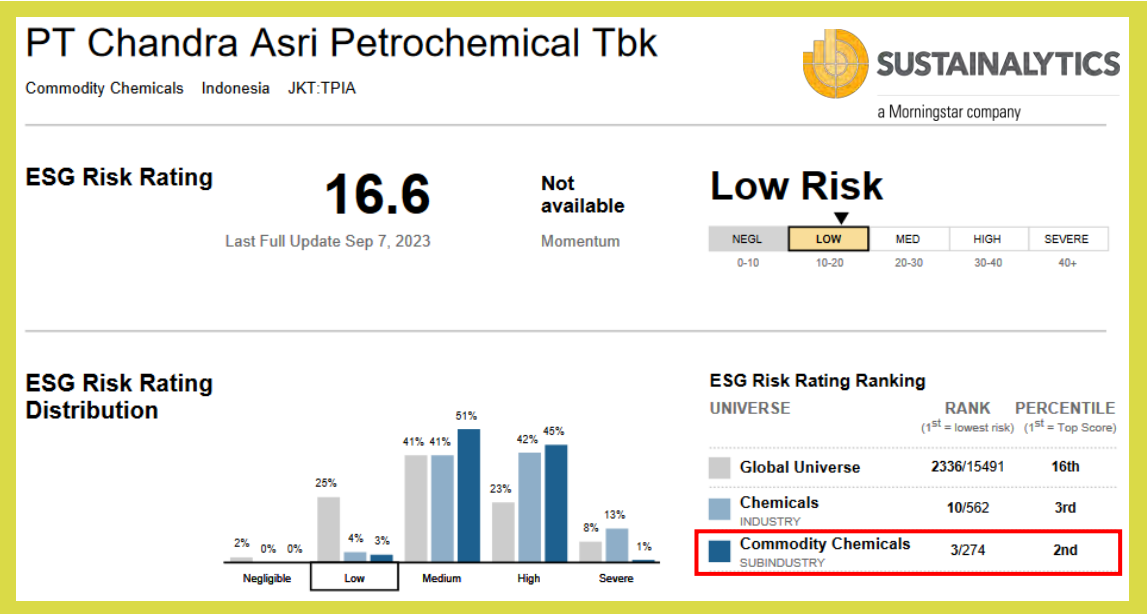 PT Chandra Asri Petrochemical Tbk
Commodity Chemicals Indonesia JKT:TPIA
SUSTAINALYTICS
a Morningstar company
ESG Risk Rating
16.6
Last Full Update Sep 7, 2023
Not
available
Momentum
Low Risk
NEGL LOW MED HIGH SEVERE
0-10 10-20 20-30 30-40 40+
ESG Risk Rating
Distribution
2% 0% 0%
25% 4% 3%
41% 41% 51%
23% 42% 45%
8% 13% 1%
Negligible Low Medium High Severe
ESG Risk Rating Ranking
UNIVERSE RANK PERCENTILE
(1st = lowest risk) (1st = Top Score)
Global Universe 2336/15491 16th
Chemicals 10/562 3rd
INDUSTRY
Commodity Chemicals 3/274 2nd
SUBINDUSTRY